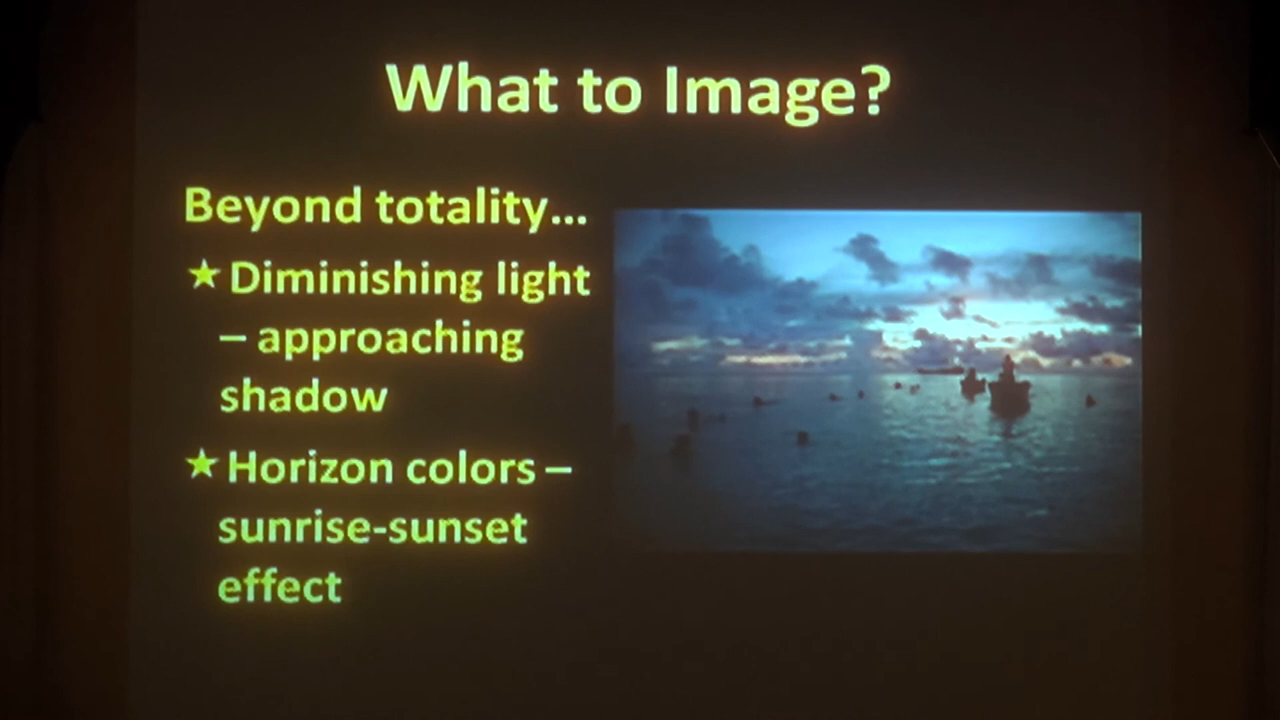 What to Image?
Beyond totality...
★ Diminishing light
– approaching
shadow
★ Horizon colors –
sunrise-sunset
effect